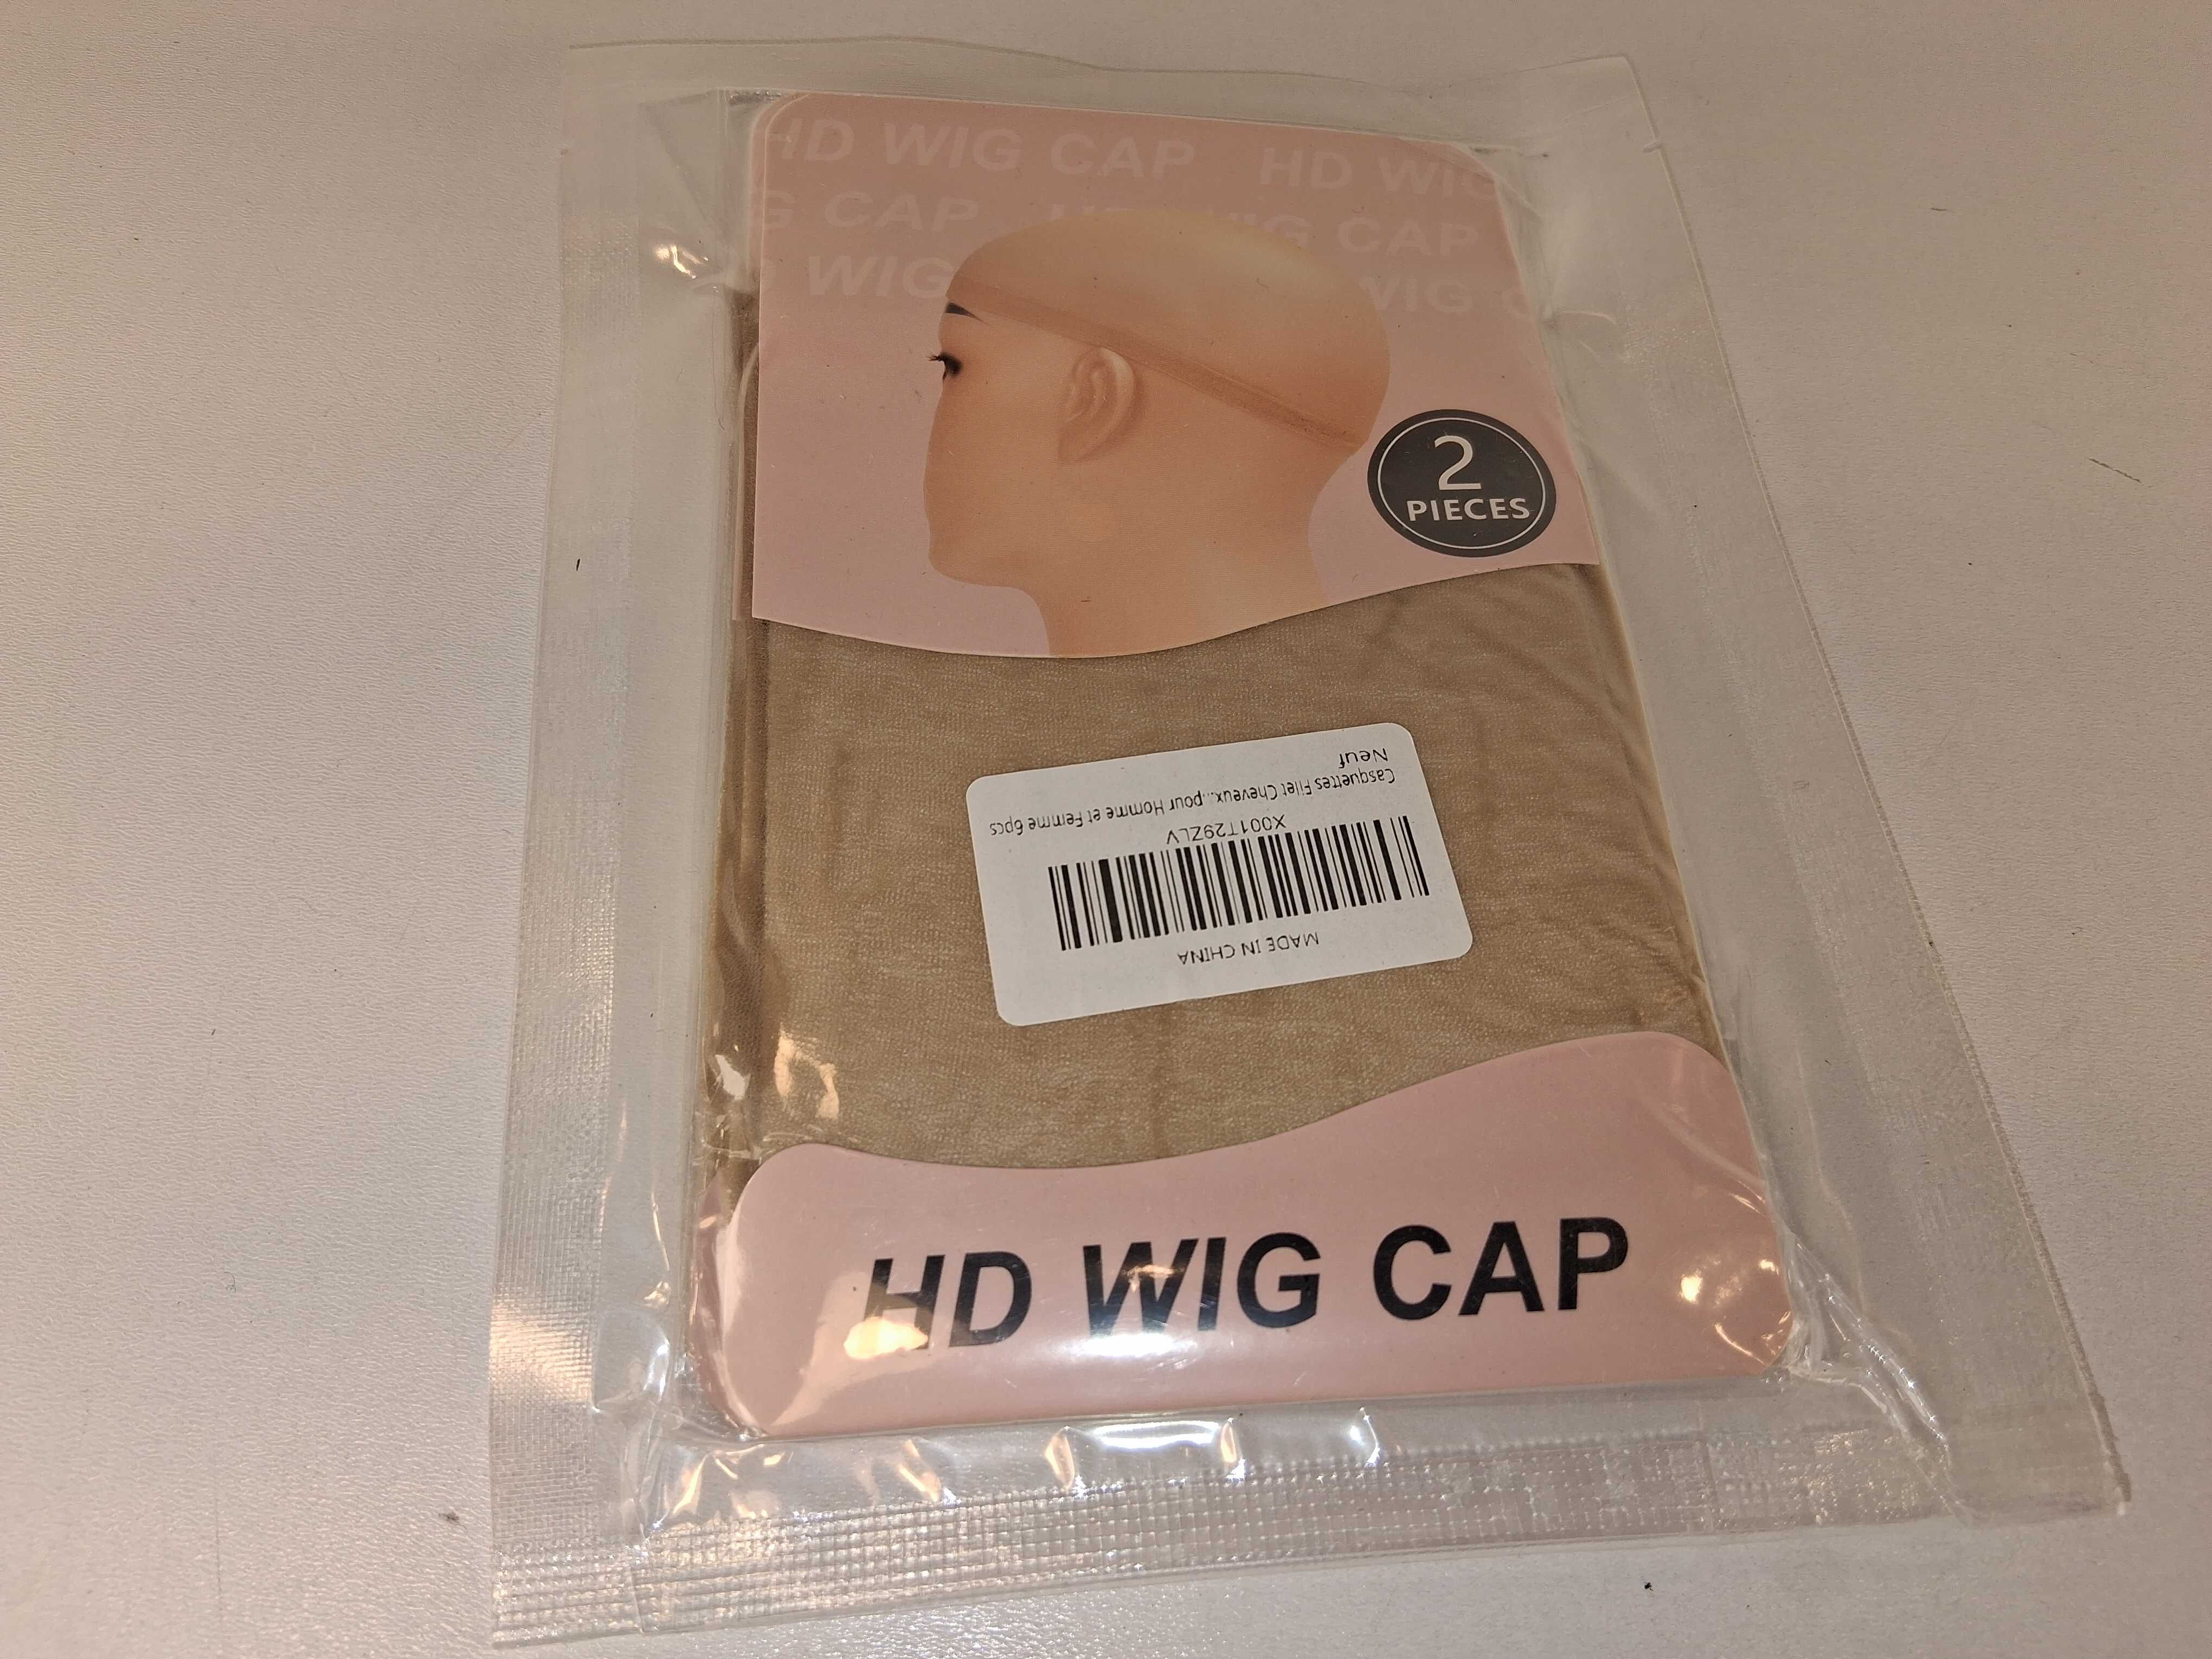 HD WIG CAP HD WIG
G CAP HD WIG CAP
WIG WIG C
2
PIECES
MADE IN CHINA
X001T29ZLV
Casquettes Filet Cheveux...pour Homme et Femme 6pcs
Neuf
HD WIG CAP